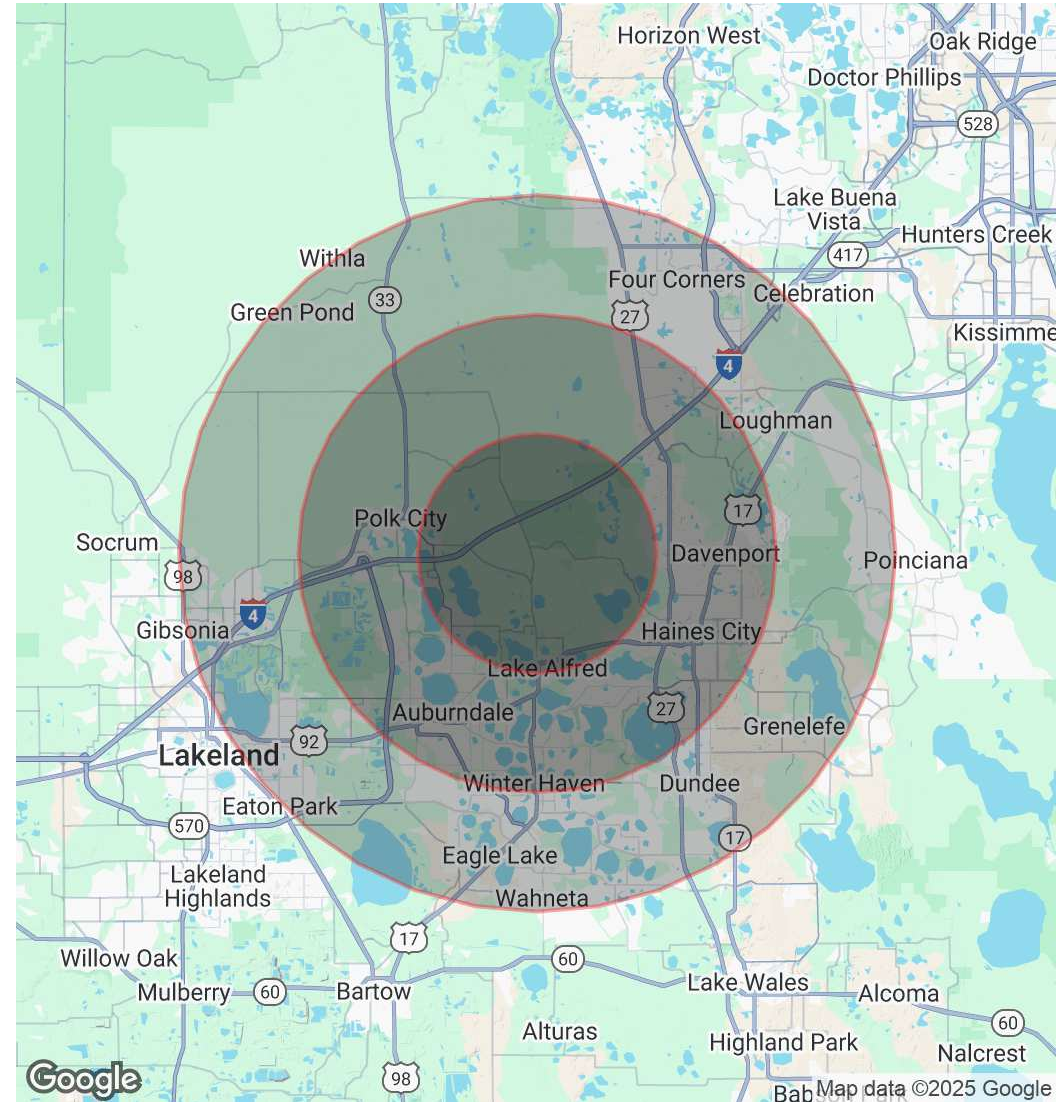 Horizon West
Oak Ridge
Doctor Phillips
528
Lake Buena
Vista
Hunters Creek
417
Withla
Four Corners
Celebration
33
Green Pond
27
Kissimme
4
Loughman
17
Polk City
Socrum
Davenport
Poinciana
98
4
Gibsonia
Haines City
Lake Alfred
27
Auburndale
Grenelefe
92
Lakeland
Winter Haven
Dundee
Eaton Park
570
17
Eagle Lake
Lakeland
Highlands
Wahneta
17
Willow Oak
60
Lake Wales
Mulberry
60
Bartow
Alcoma
60
Alturas
Highland Park
Nalcrest
98
Google
Map data ©2025 Google